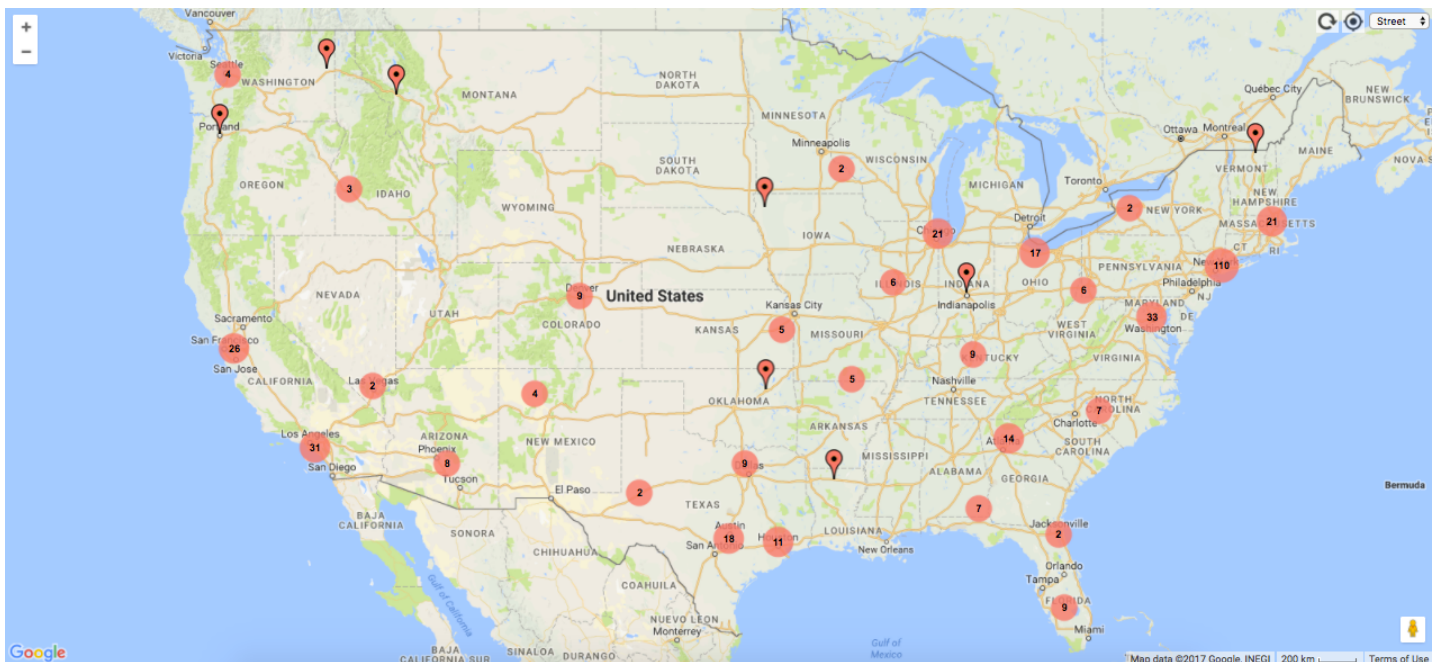 Vancouver
+
−
Street
Victoria
Seattle
4
WASHINGTON
NORTH
DAKOTA
MONTANA
Québec City
NEW
BRUNSWICK
MINNESOTA
Ottawa
Montreal
MAINE
Portland
Minneapolis
VERMONT
NOVA S
SOUTH
DAKOTA
2
WISCONSIN
MICHIGAN
Toronto
OREGON
3
IDAHO
WYOMING
2
NEW YORK
NEW
HAMPSHIRE
Detroit
MASSACHUSETTS
21
IOWA
21
CT
RI
NEBRASKA
17
110
PENNSYLVANIA
NEVADA
UTAH
Denver
9
United States
6
ILLINOIS
INDIANA
OHIO
6
Philadelphia
NJ
Indianapolis
MARYLAND
DE
Kansas City
Sacramento
COLORADO
KANSAS
5
MISSOURI
WEST
VIRGINIA
33
Washington
San Francisco
26
San Jose
9
KENTUCKY
VIRGINIA
CALIFORNIA
Las Vegas
2
4
5
Nashville
TENNESSEE
OKLAHOMA
NORTH
CAROLINA
7
Charlotte
ARKANSAS
Los Angeles
31
ARIZONA
Phoenix
NEW MEXICO
14
SOUTH
CAROLINA
San Diego
8
Dallas
9
MISSISSIPPI
ALABAMA
GEORGIA
Tucson
El Paso
2
TEXAS
Bermuda
BAJA
CALIFORNIA
SONORA
7
Jacksonville
2
Austin
18
San Antonio
Houston
11
LOUISIANA
New Orleans
CHIHUAHUA
Orlando
Tampa
COAHUILA
FLORIDA
9
Gulf of
California
NUEVO LEON
Monterrey
Miami
Gulf of
Mexico
BAJA
CALIFORNIA SUR
SINALOA
DURANGO
Google
Map data ©2017 Google, INEGI
200 km
Terms of Use